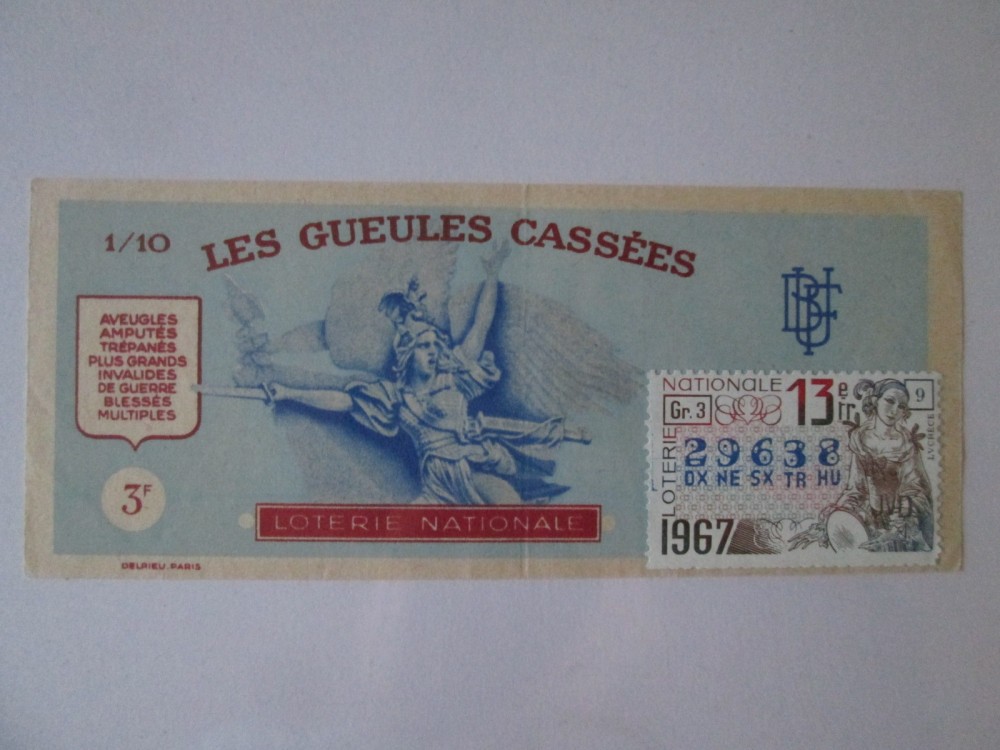 1/10
LES GUEULES CASSÉES
AVEUGLES
AMPUTÉS
TRÉPANÉS
PLUS GRANDS
INVALIDES
DE GUERRE
BLESSÉS
MULTIPLES
3F
LOTERIE NATIONALE
DELRIEU. PARIS
LOTERIE
NATIONALE
13e Tr.
9
Gr. 3
29638
DX NE SX TR HU
1967
LVCRÈCE